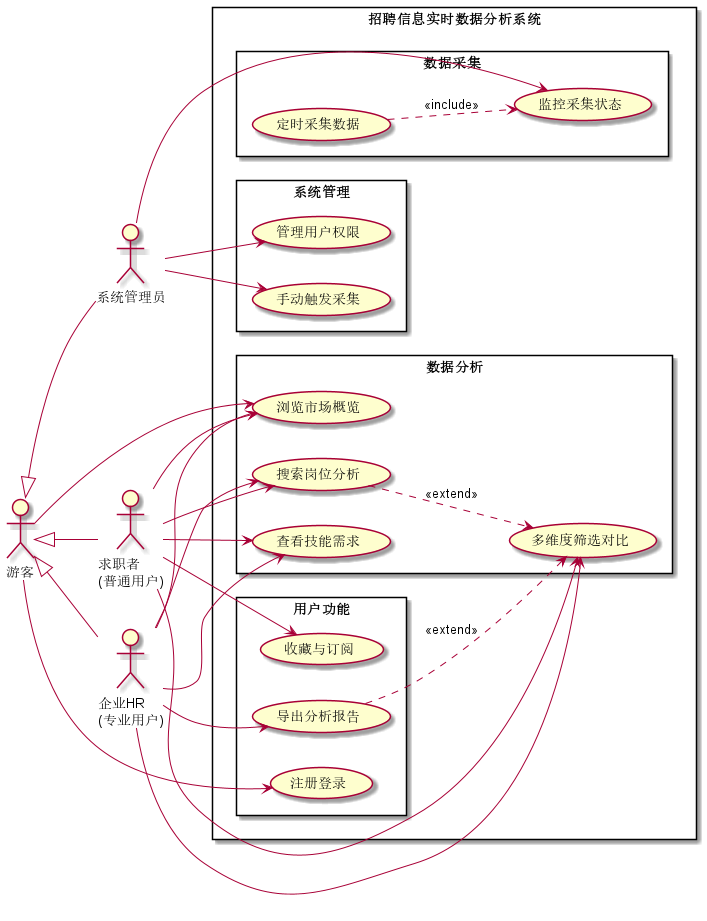 招聘信息实时数据分析系统
数据采集
监控采集状态
«include»
定时采集数据
系统管理
管理用户权限
手动触发采集
系统管理员
数据分析
浏览市场概览
搜索岗位分析
«extend»
查看技能需求
多维度筛选对比
游客
求职者
(普通用户)
用户功能
«extend»
收藏与订阅
企业HR
(专业用户)
导出分析报告
注册登录